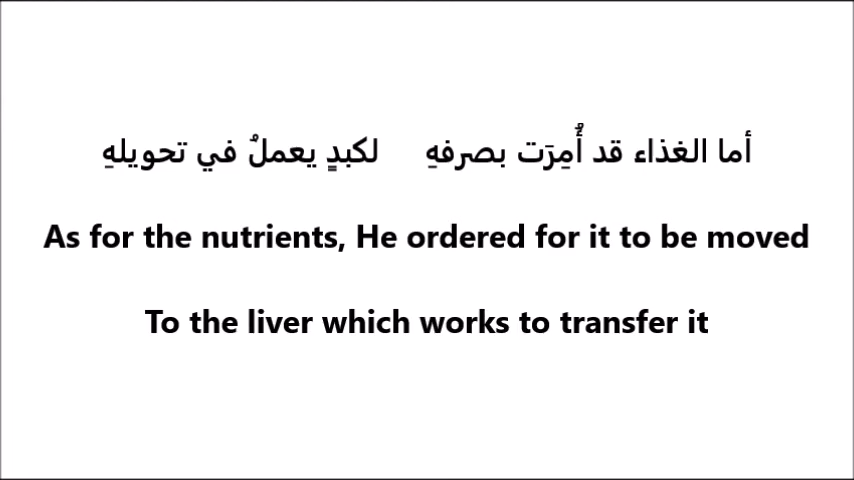 أما الغذاء قد أُمِرَت بصرفهِ لكبدٍ يعملُ في تحويلهِ
As for the nutrients, He ordered for it to be moved
To the liver which works to transfer it